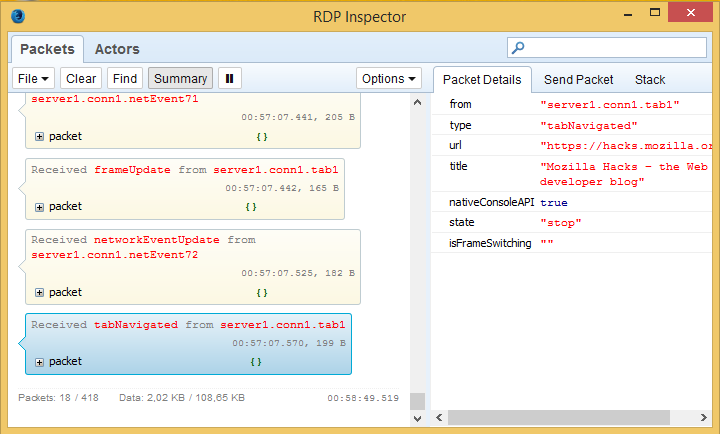 RDP Inspector
Packets Actors
File Clear Find Summary Options
server1.conn1.netEvent71
00:57:07.441, 205 B
packet {}
Received frameUpdate from server1.conn1.tab1
00:57:07.442, 165 B
packet {}
Received networkEventUpdate from
server1.conn1.netEvent72
00:57:07.525, 182 B
packet {}
Received tabNavigated from server1.conn1.tab1
00:57:07.570, 199 B
packet {}
Packets: 18 / 418 Data: 2,02 KB / 108,65 KB 00:58:49.519
Packet Details Send Packet Stack
from "server1.conn1.tab1"
type "tabNavigated"
url "https://hacks.mozilla.or
title "Mozilla Hacks – the Web
developer blog"
nativeConsoleAPI true
state "stop"
isFrameSwitching ""